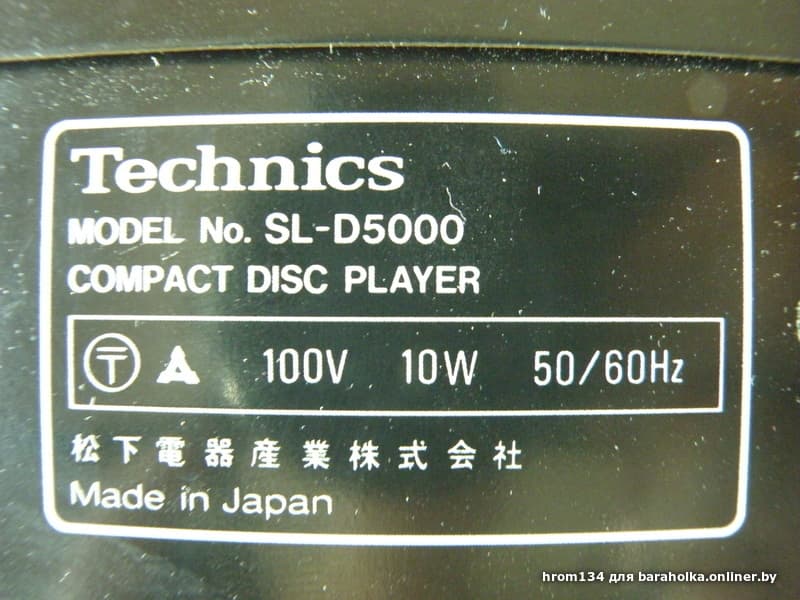 Technics
MODEL No. SL-D5000
COMPACT DISC PLAYER
〒 A 100V 10W 50/60Hz
松下電器産業株式会社
Made in Japan
hrom134 для baraholka.onliner.by